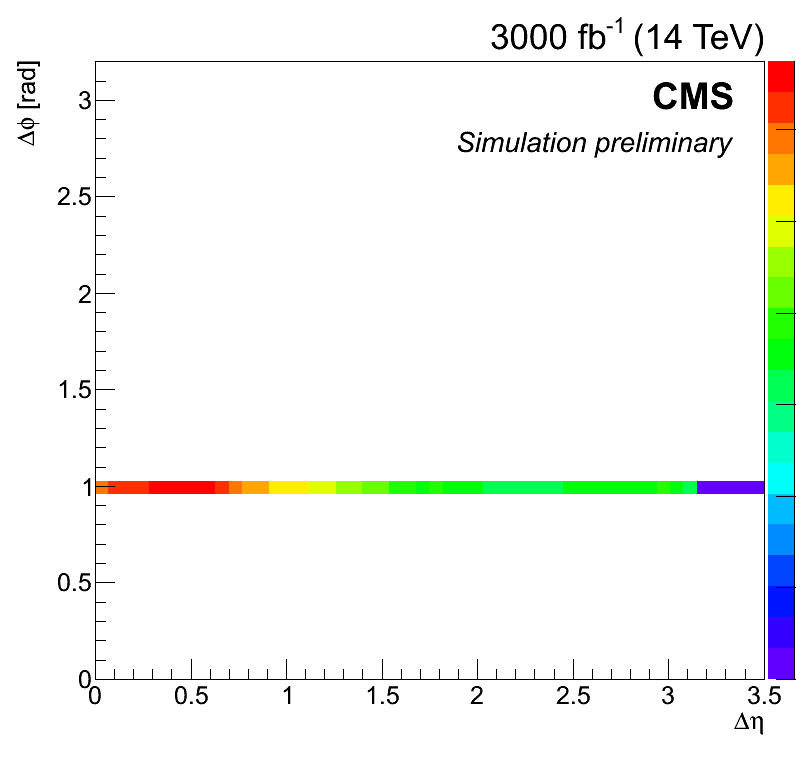 3000 fb-1 (14 TeV)
CMS
Simulation preliminary
Δϕ [rad]
3
2.5
2
1.5
1
0.5
0
0 0.5 1 1.5 2 2.5 3 3.5
Δη